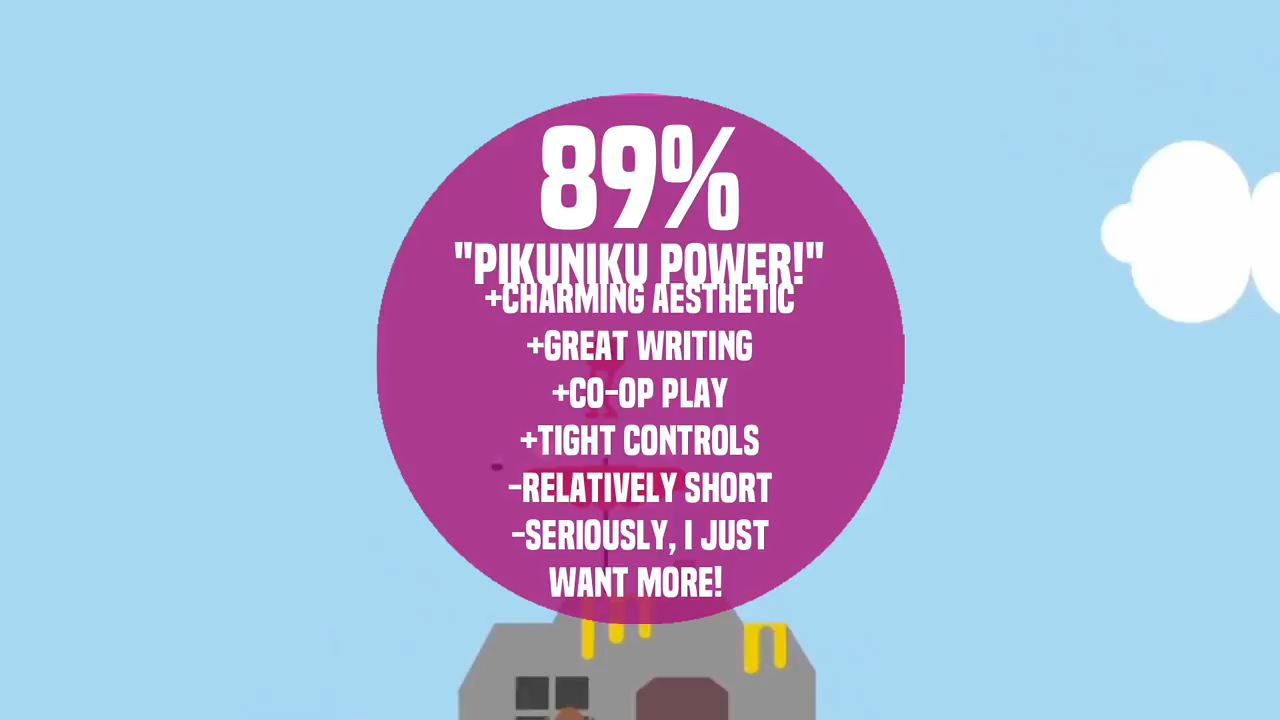 89%
"PIKUNIKU POWER!"
+CHARMING AESTHETIC
+GREAT WRITING
+CO-OP PLAY
+TIGHT CONTROLS
-RELATIVELY SHORT
-SERIOUSLY, I JUST
WANT MORE!